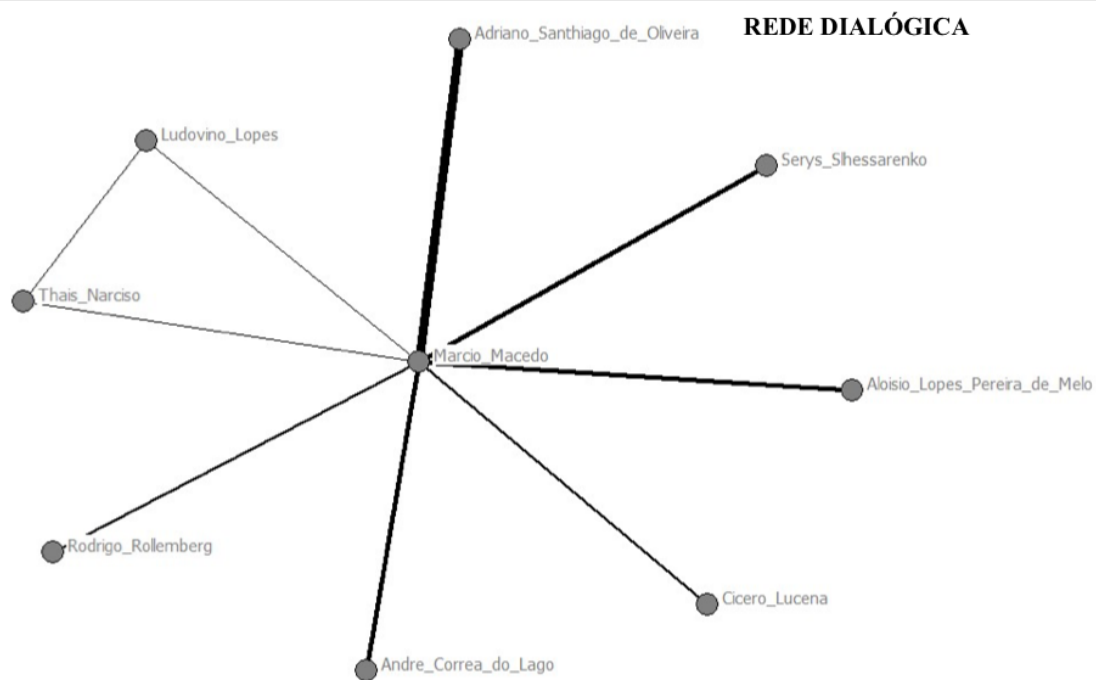 REDE DIALÓGICA
Adriano_Santhiago_de_Oliveira
Ludovino_Lopes
Serys_Slhessarenko
Thais_Narciso
Marcio_Macedo
Aloisio_Lopes_Pereira_de_Melo
Rodrigo_Rollemberg
Cicero_Lucena
Andre_Correa_do_Lago